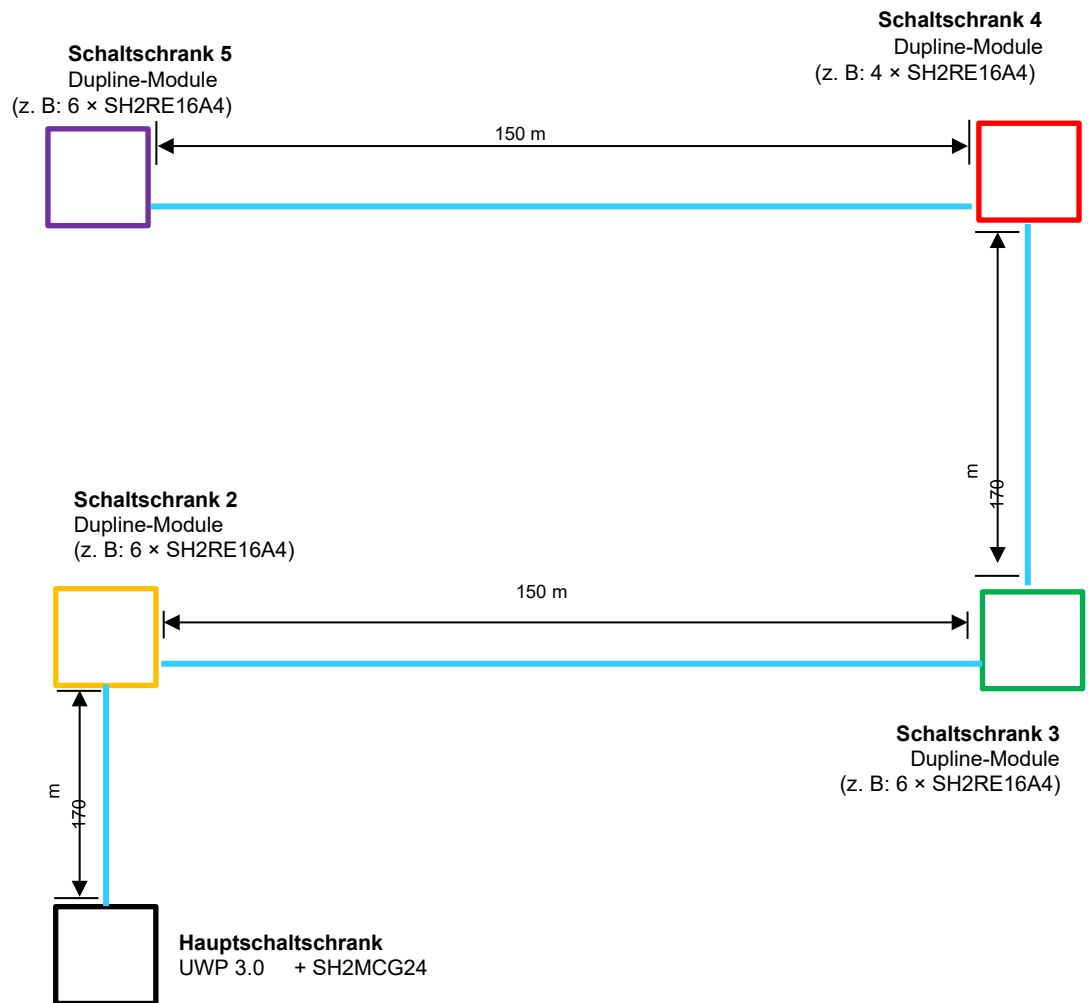 Schaltschrank 5
Dupline-Module
(z. B: 6 × SH2RE16A4)
Schaltschrank 4
Dupline-Module
(z. B: 4 × SH2RE16A4)
150 m
170 m
Schaltschrank 2
Dupline-Module
(z. B: 6 × SH2RE16A4)
150 m
Schaltschrank 3
Dupline-Module
(z. B: 6 × SH2RE16A4)
170 m
Hauptschaltschrank
UWP 3.0 + SH2MCG24